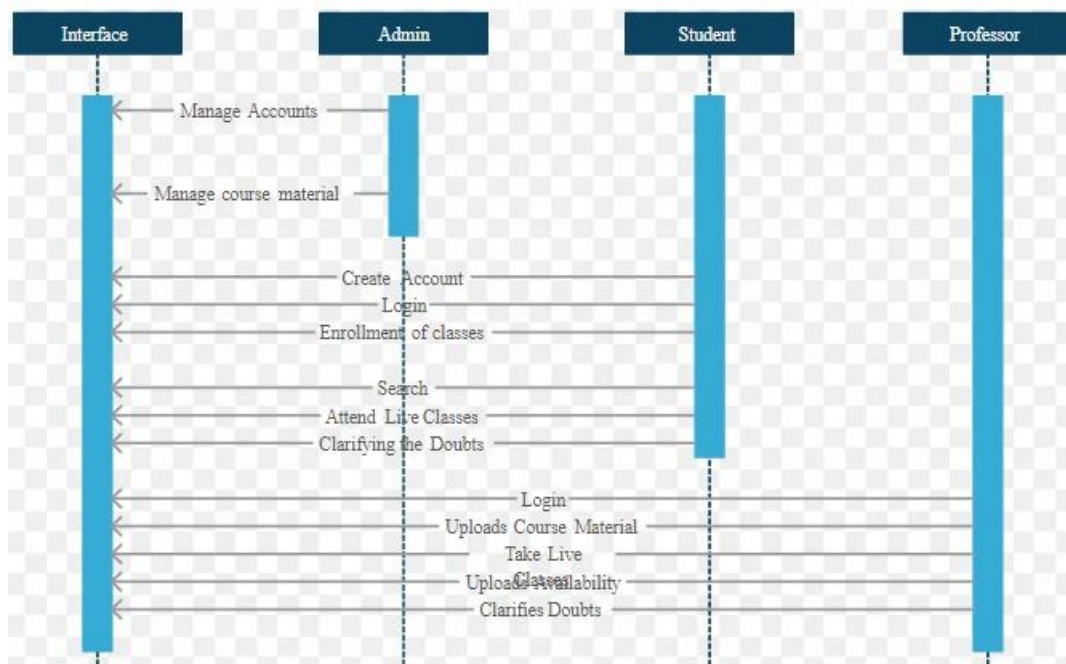 Interface
Admin
Student
Professor
Manage Accounts
Manage course material
Create Account
Login
Enrollment of classes
Search
Attend Live Classes
Clarifying the Doubts
Login
Uploads Course Material
Take Live
Classes
Uploads Availability
Clarifies Doubts